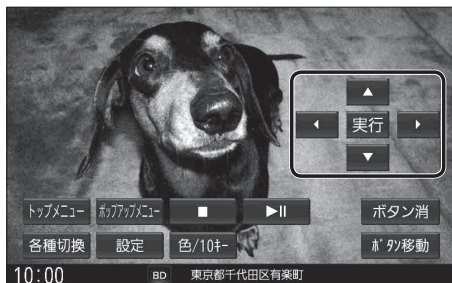 実行
トップメニュー ポップアップメニュー ■ ▶II ボタン消
各種切換 設定 色/10キー ボタン移動
10:00 BD 東京都千代田区有楽町